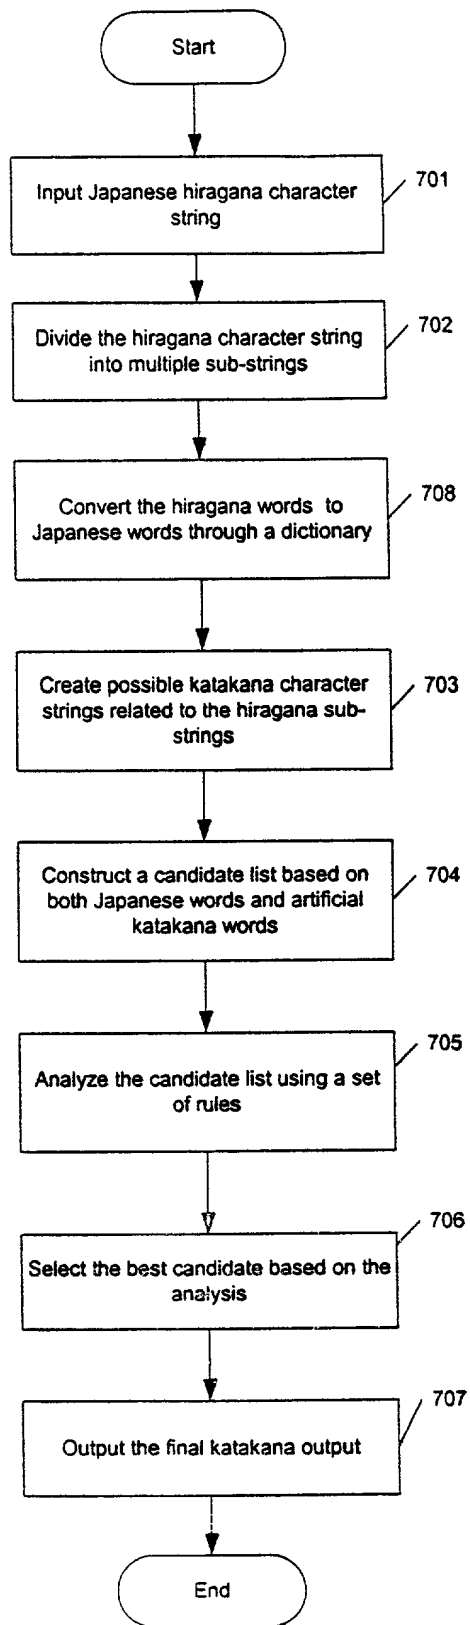 Start
701
Input Japanese hiragana character
string
702
Divide the hiragana character string
into multiple sub-strings
708
Convert the hiragana words to
Japanese words through a dictionary
703
Create possible katakana character
strings related to the hiragana sub-
strings
704
Construct a candidate list based on
both Japanese words and artificial
katakana words
705
Analyze the candidate list using a set
of rules
706
Select the best candidate based on the
analysis
707
Output the final katakana output
End